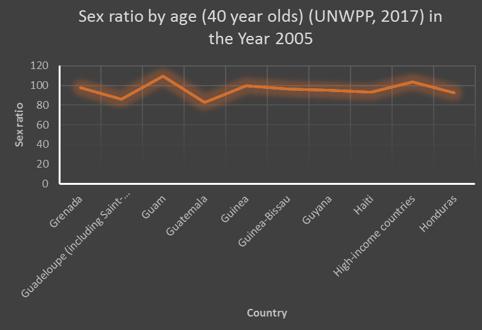 Sex ratio by age (40 year olds) (UNWPP, 2017) in
the Year 2005
120
100
80
60
40
20
0
Sex ratio
Grenada
Guadeloupe (including Saint-...
Guam
Guatemala
Guinea
Guinea-Bissau
Guyana
Haiti
High-income countries
Honduras
Country